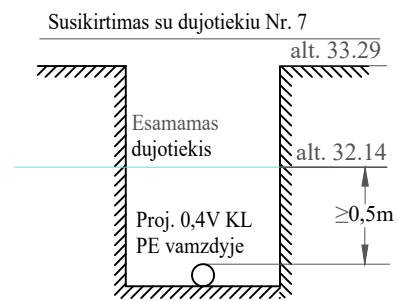 Susikirtimas su dujotiekiu Nr. 7
alt. 33.29
Esamamas
dujotiekis
alt. 32.14
≥0,5m
Proj. 0,4V KL
PE vamzdyje